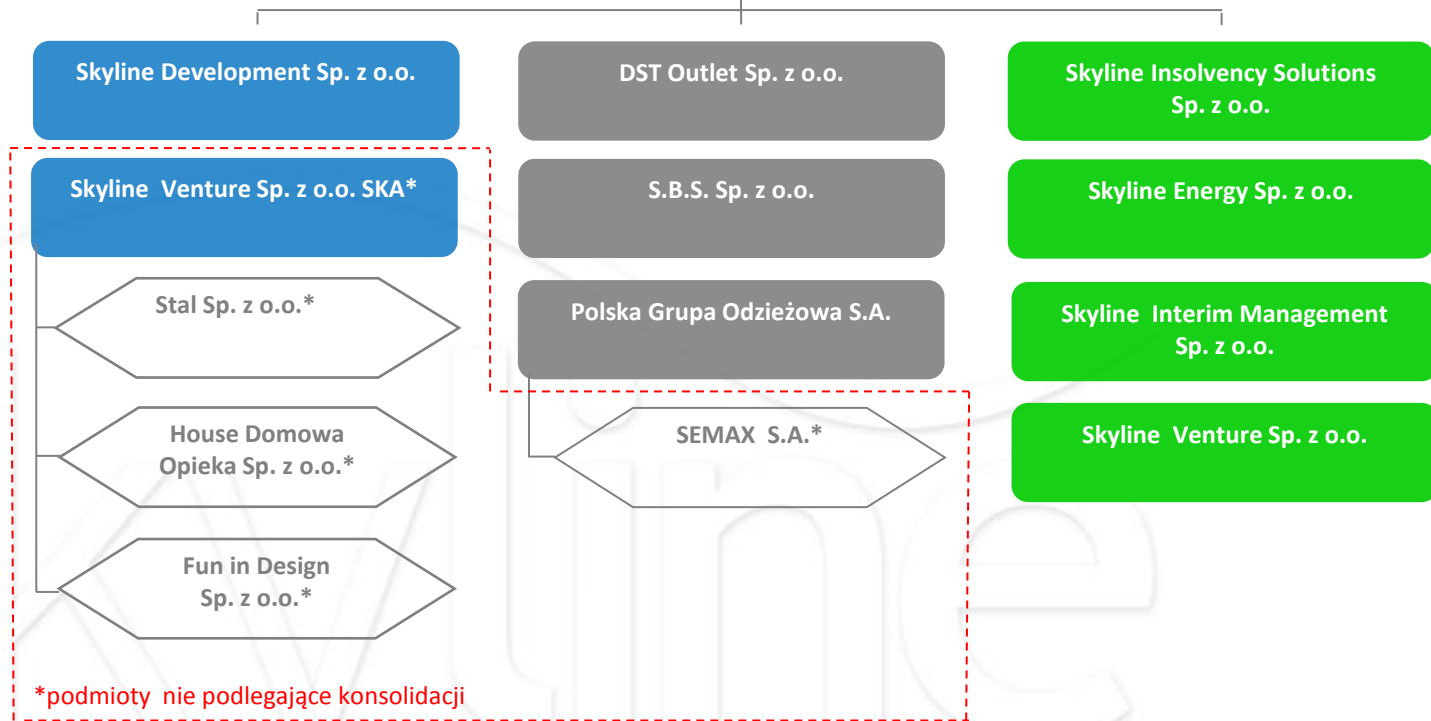 Skyline Development Sp. z o.o.
DST Outlet Sp. z o.o.
Skyline Insolvency Solutions
Sp. z o.o.
Skyline Venture Sp. z o.o. SKA*
S.B.S. Sp. z o.o.
Skyline Energy Sp. z o.o.
Stal Sp. z o.o.*
Polska Grupa Odzieżowa S.A.
Skyline Interim Management
Sp. z o.o.
House Domowa
Opieka Sp. z o.o.*
SEMAX S.A.*
Skyline Venture Sp. z o.o.
Fun in Design
Sp. z o.o.*
*podmioty nie podlegające konsolidacji